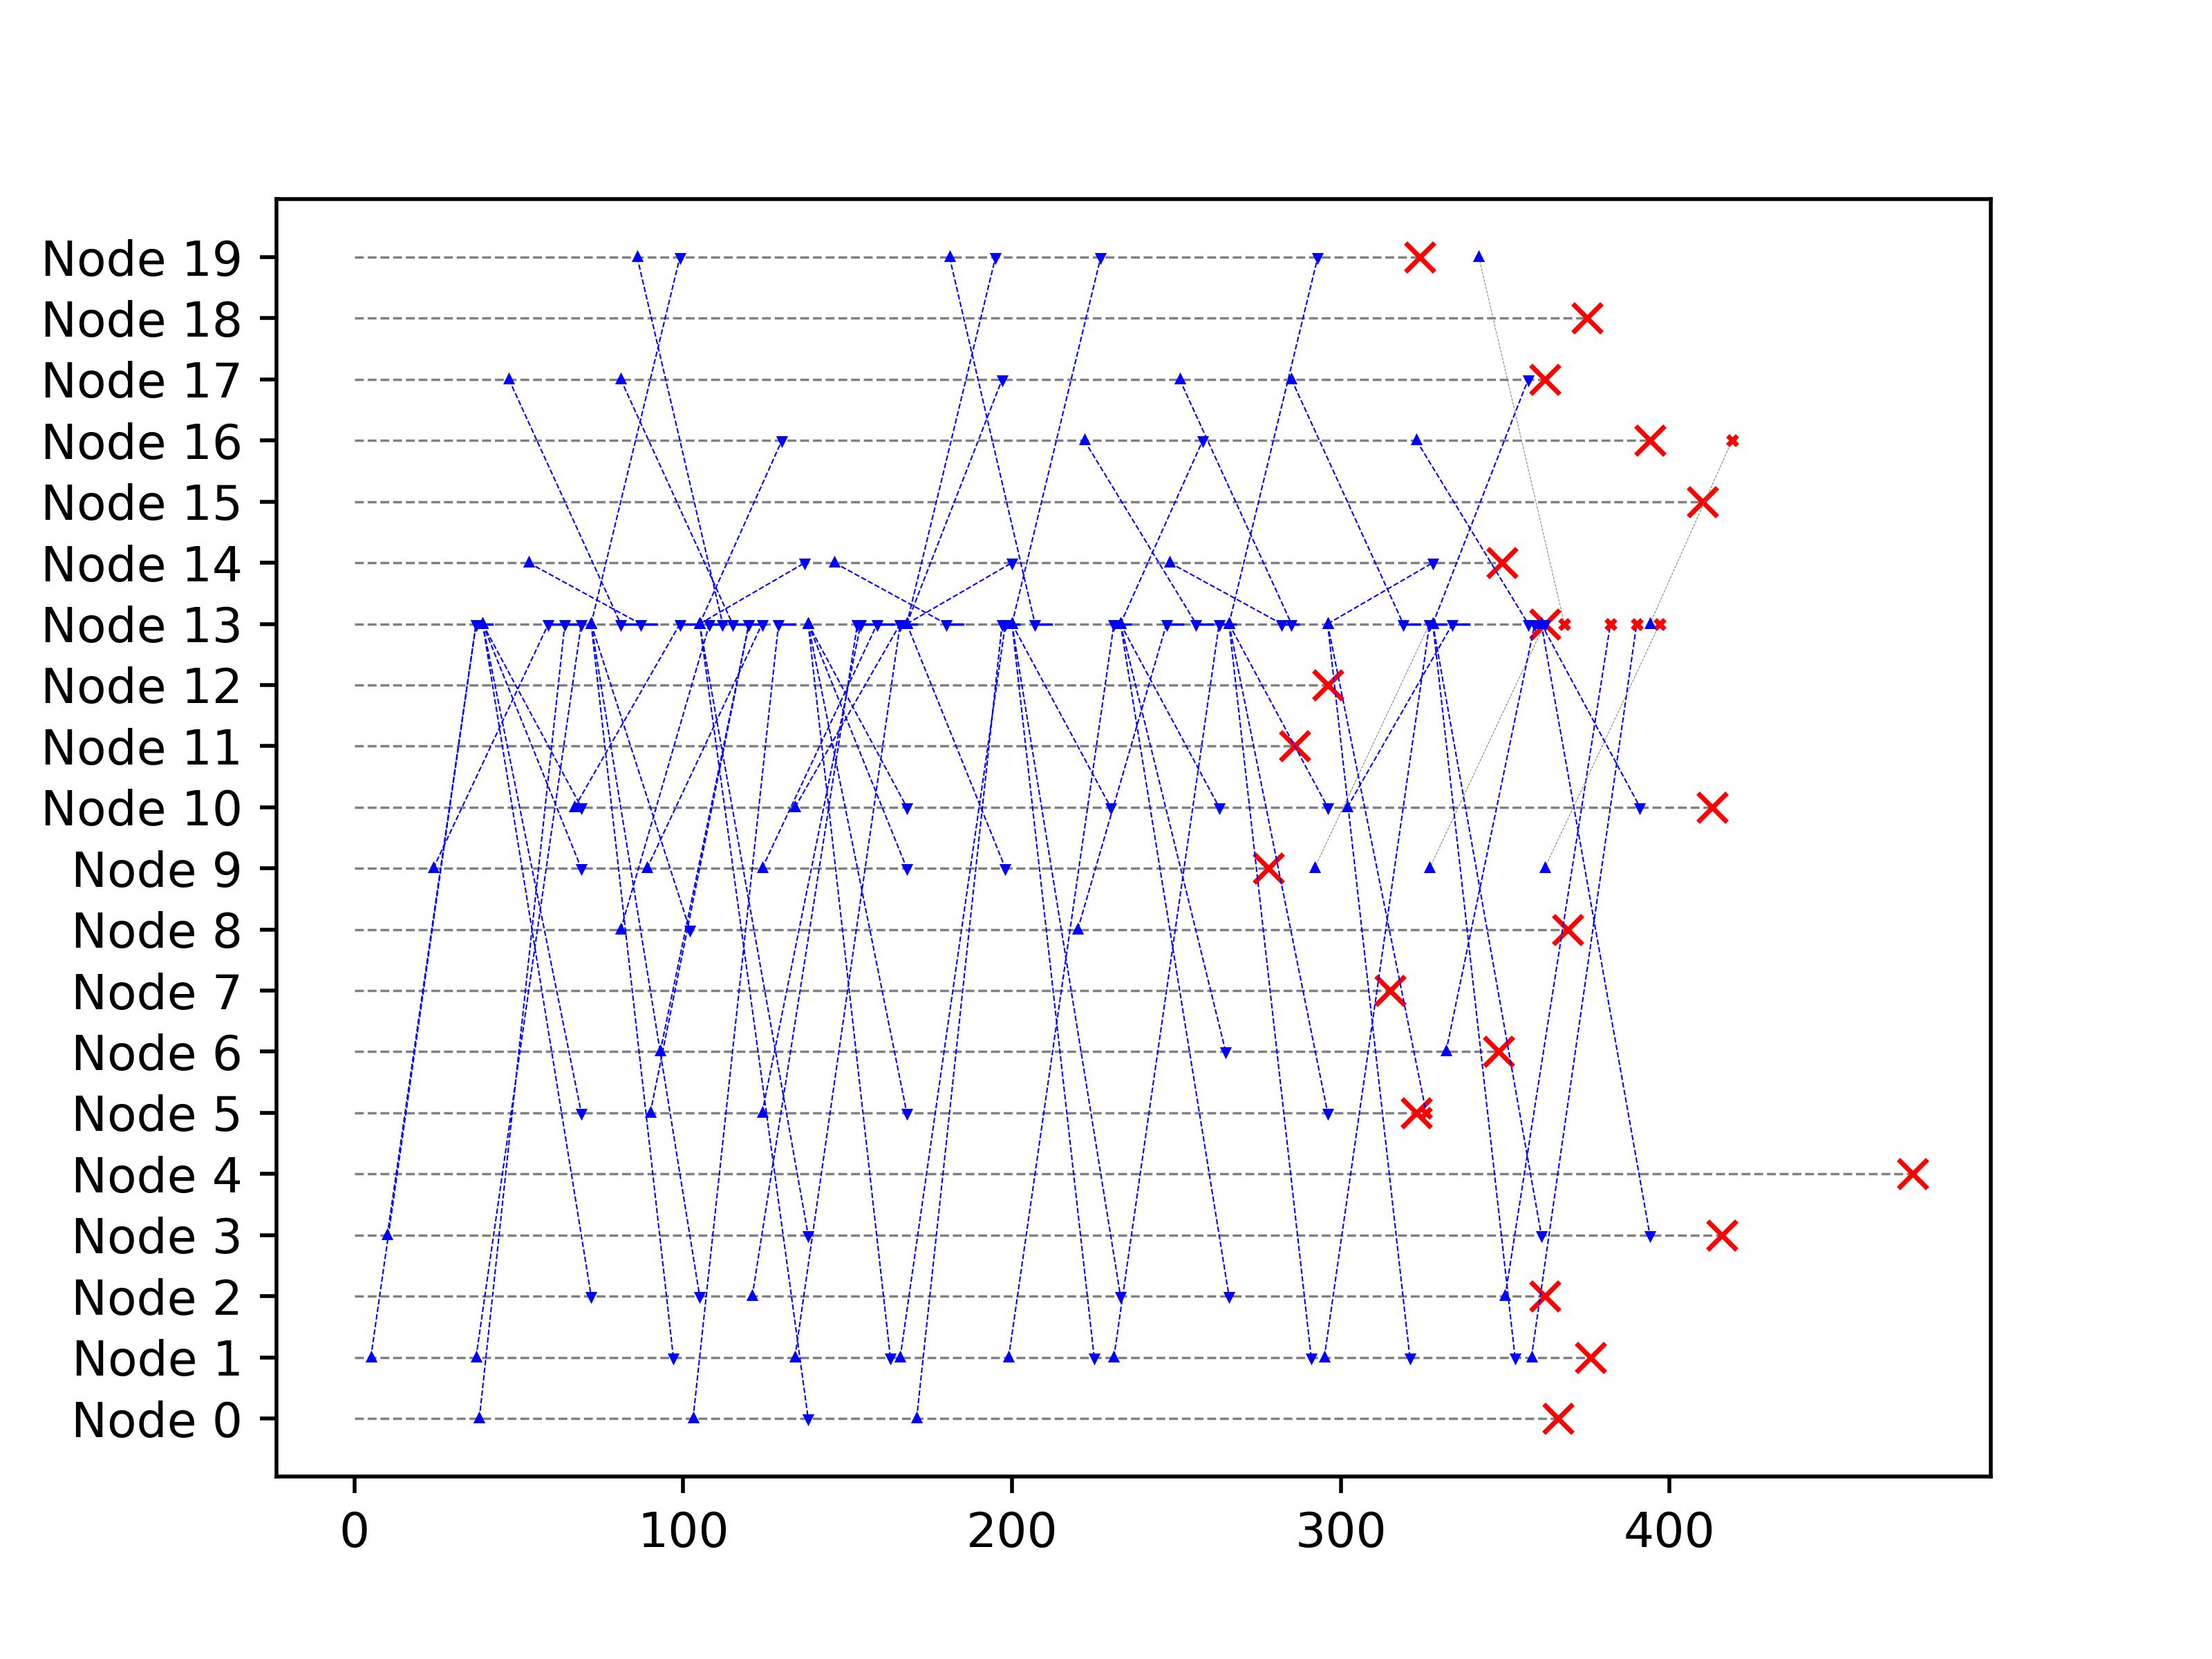 Node 19
Node 18
Node 17
Node 16
Node 15
Node 14
Node 13
Node 12
Node 11
Node 10
Node 9
Node 8
Node 7
Node 6
Node 5
Node 4
Node 3
Node 2
Node 1
Node 0
0 100 200 300 400